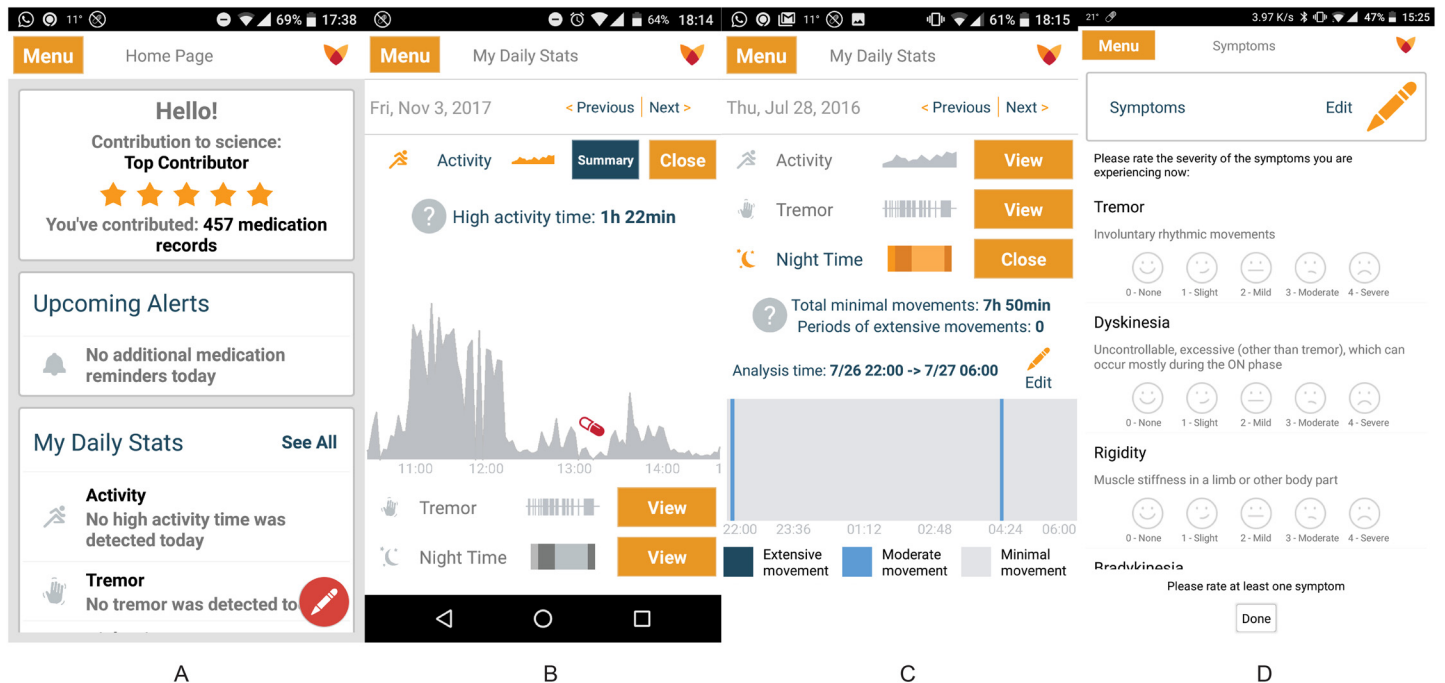 11° 69% 17:38
Menu Home Page
Hello!
Contribution to science:
Top Contributor
You've contributed: 457 medication
records
Upcoming Alerts
No additional medication
reminders today
My Daily Stats See All
Activity
No high activity time was
detected today
Tremor
No tremor was detected to
A
64% 18:14
Menu My Daily Stats
Fri, Nov 3, 2017 < Previous Next >
Activity Summary Close
? High activity time: 1h 22min
11:00 12:00 13:00 14:00 1
Tremor View
Night Time View
B
11° 61% 18:15
Menu My Daily Stats
Thu, Jul 28, 2016 < Previous Next >
Activity View
Tremor View
Night Time Close
? Total minimal movements: 7h 50min
Periods of extensive movements: 0
Analysis time: 7/26 22:00 -> 7/27 06:00
Edit
22:00 23:36 01:12 02:48 04:24 06:00
Extensive movement
Moderate movement
Minimal movement
C
21° 3.97 K/s 47% 15:25
Menu Symptoms
Symptoms Edit
Please rate the severity of the symptoms you are
experiencing now:
Tremor
Involuntary rhythmic movements
0 - None 1 - Slight 2 - Mild 3 - Moderate 4 - Severe
Dyskinesia
Uncontrollable, excessive (other than tremor), which can
occur mostly during the ON phase
0 - None 1 - Slight 2 - Mild 3 - Moderate 4 - Severe
Rigidity
Muscle stiffness in a limb or other body part
0 - None 1 - Slight 2 - Mild 3 - Moderate 4 - Severe
Bradykinesia
Please rate at least one symptom
Done
D